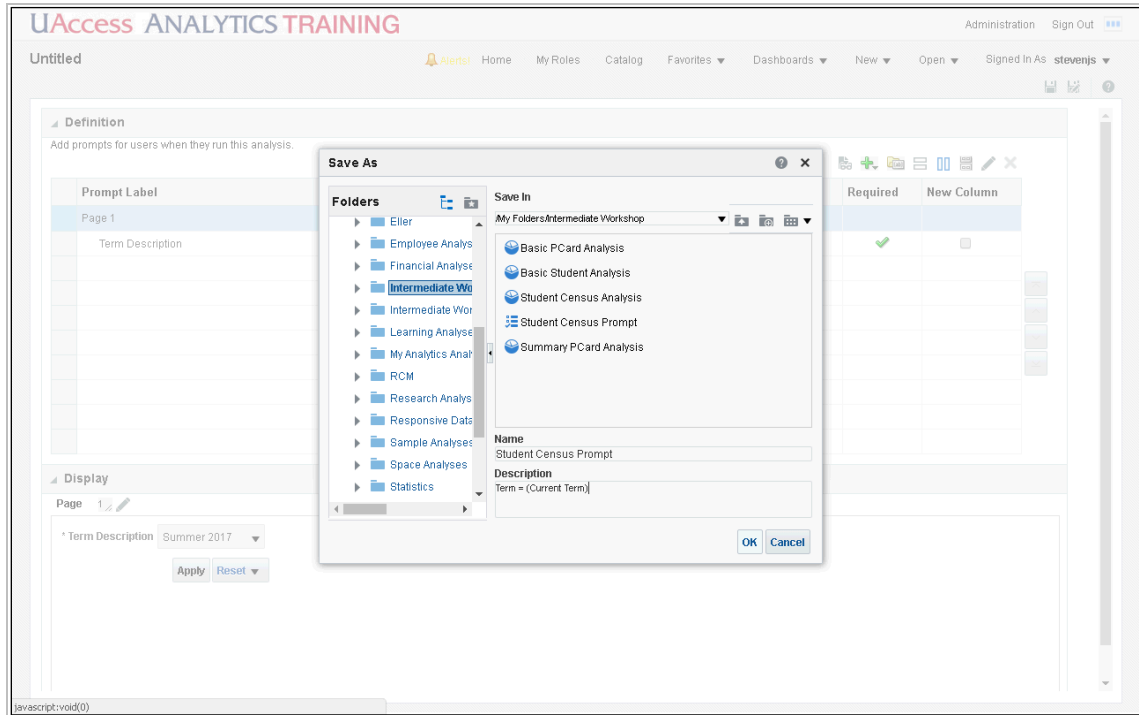 UAccess ANALYTICS TRAINING
Administration Sign Out
Untitled
Alerts! Home My Roles Catalog Favorites Dashboards New Open Signed In As stevenjs
Definition
Add prompts for users when they run this analysis.
Prompt Label Required New Column
Page 1
Term Description
Save As
Folders
Eller
Employee Analys
Financial Analyse
Intermediate Wo
Intermediate Wor
Learning Analyse
My Analytics Anal
RCM
Research Analys
Responsive Data
Sample Analyses
Space Analyses
Statistics
Save In
/My Folders/Intermediate Workshop
Basic PCard Analysis
Basic Student Analysis
Student Census Analysis
Student Census Prompt
Summary PCard Analysis
Name
Student Census Prompt
Description
Term = (Current Term)
OK Cancel
Display
Page 1
* Term Description Summer 2017
Apply Reset
javascript:void(0)